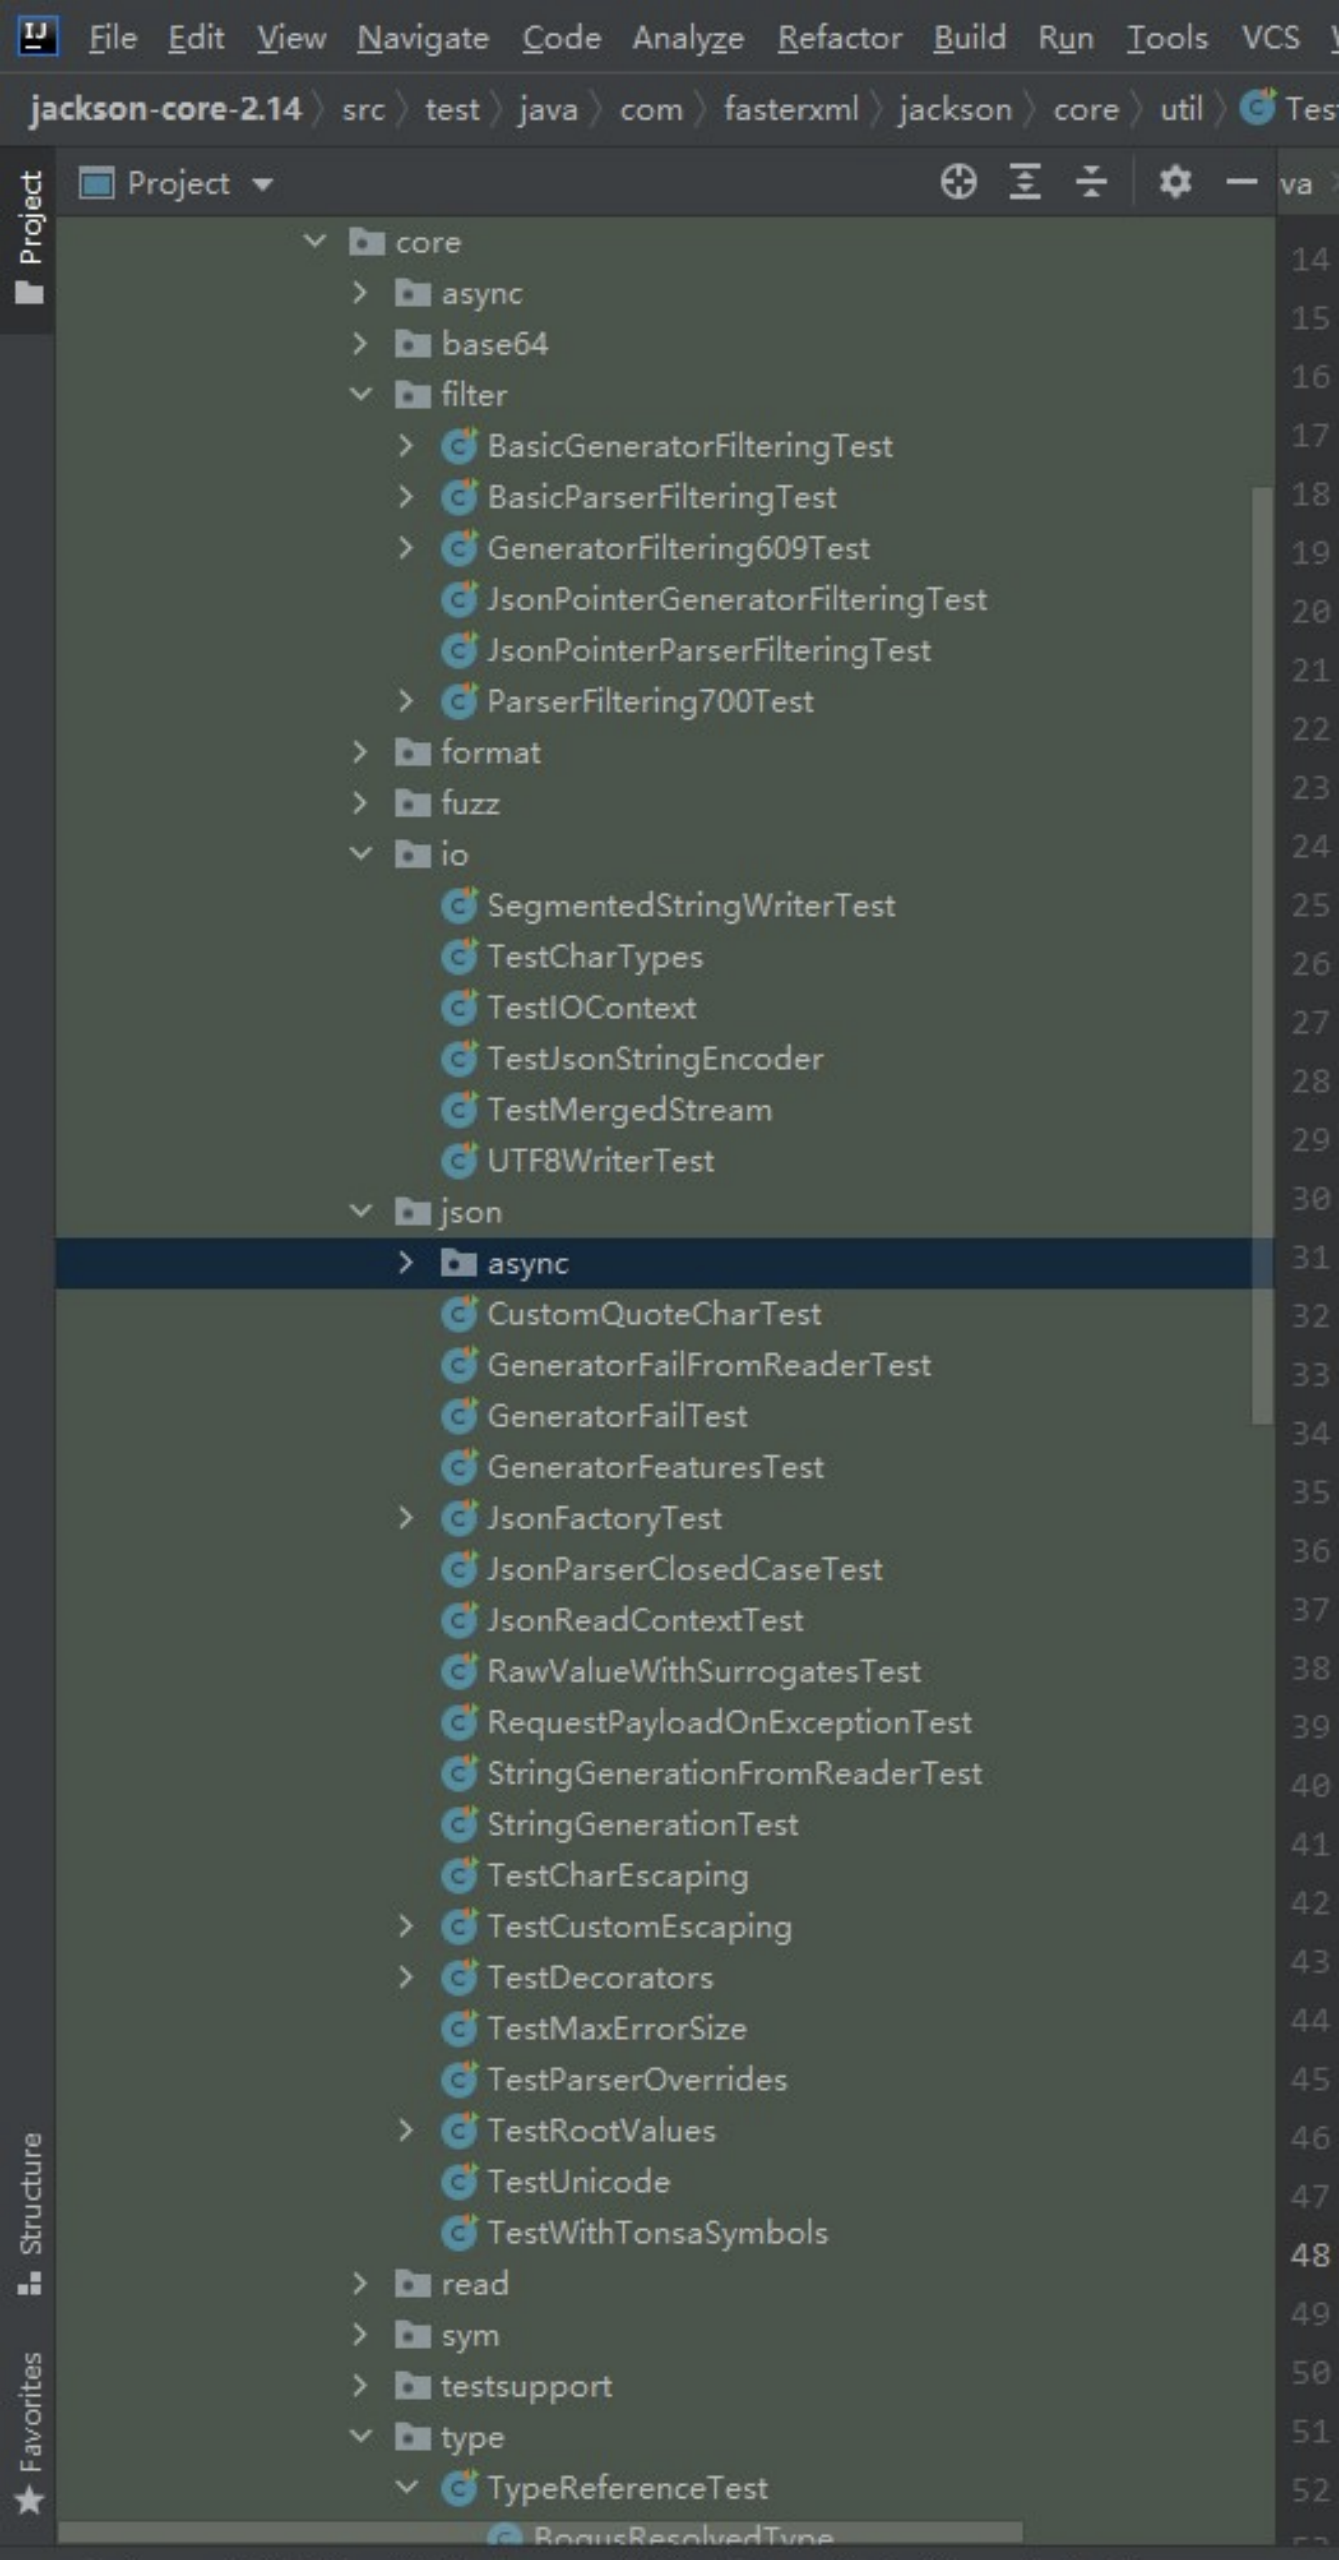 IJ File Edit View Navigate Code Analyze Refactor Build Run Tools VCS
jackson-core-2.14 src test java com fasterxml jackson core util
Project
Project va
core
async
base64
filter
BasicGeneratorFilteringTest
BasicParserFilteringTest
GeneratorFiltering609Test
JsonPointerGeneratorFilteringTest
JsonPointerParserFilteringTest
ParserFiltering700Test
format
fuzz
io
SegmentedStringWriterTest
TestCharTypes
TestIOContext
TestJsonStringEncoder
TestMergedStream
UTF8WriterTest
json
async
CustomQuoteCharTest
GeneratorFailFromReaderTest
GeneratorFailTest
GeneratorFeaturesTest
JsonFactoryTest
JsonParserClosedCaseTest
JsonReadContextTest
RawValueWithSurrogatesTest
RequestPayloadOnExceptionTest
StringGenerationFromReaderTest
StringGenerationTest
TestCharEscaping
TestCustomEscaping
TestDecorators
TestMaxErrorSize
TestParserOverrides
TestRootValues
TestUnicode
TestWithTonsaSymbols
read
sym
testsupport
type
TypeReferenceTest
BogusResolvedType
Structure
Favorites
14
15
16
17
18
19
20
21
22
23
24
25
26
27
28
29
30
31
32
33
34
35
36
37
38
39
40
41
42
43
44
45
46
47
48
49
50
51
52